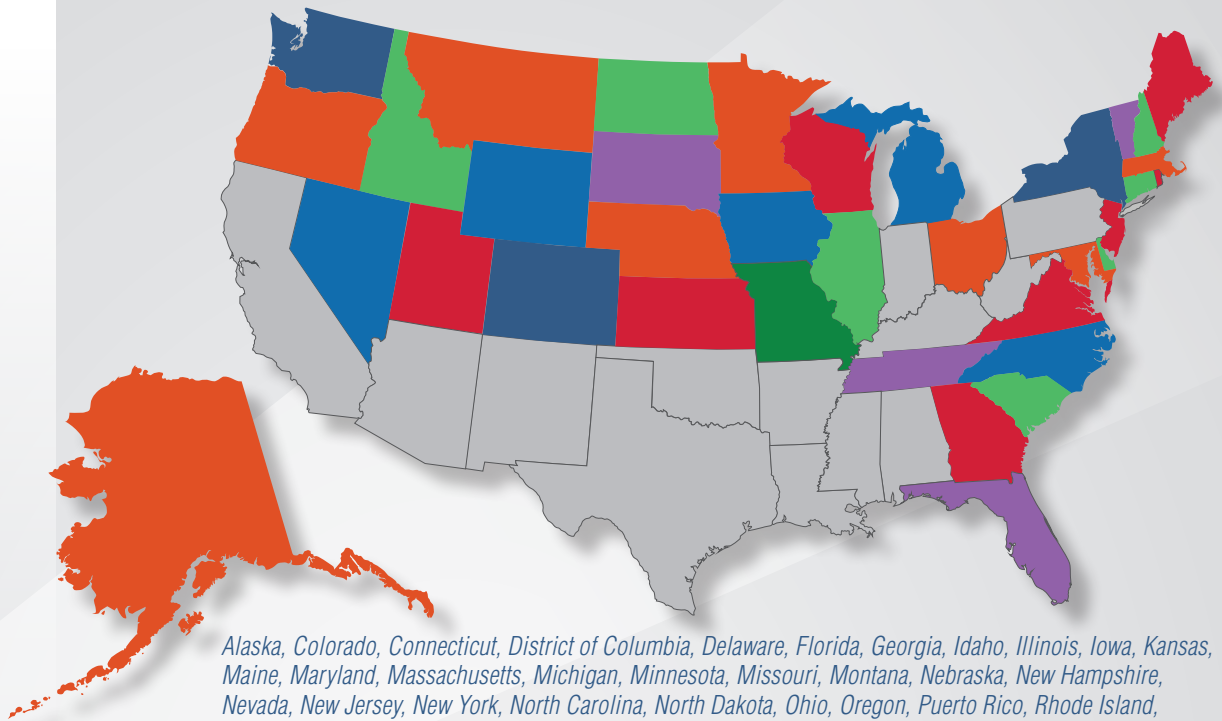 Alaska, Colorado, Connecticut, District of Columbia, Delaware, Florida, Georgia, Idaho, Illinois, Iowa, Kansas,
Maine, Maryland, Massachusetts, Michigan, Minnesota, Missouri, Montana, Nebraska, New Hampshire,
Nevada, New Jersey, New York, North Carolina, North Dakota, Ohio, Oregon, Puerto Rico, Rhode Island,